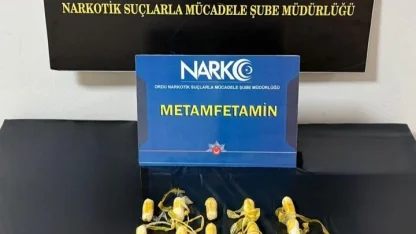 NARKOTİK SUÇLARLA MÜCADELE ŞUBE MÜDÜRLÜĞÜ
NARKO
ORDU NARKOTİK SUÇLARLA MÜCADELE ŞUBE MÜDÜRLÜĞÜ
METAMFETAMİN